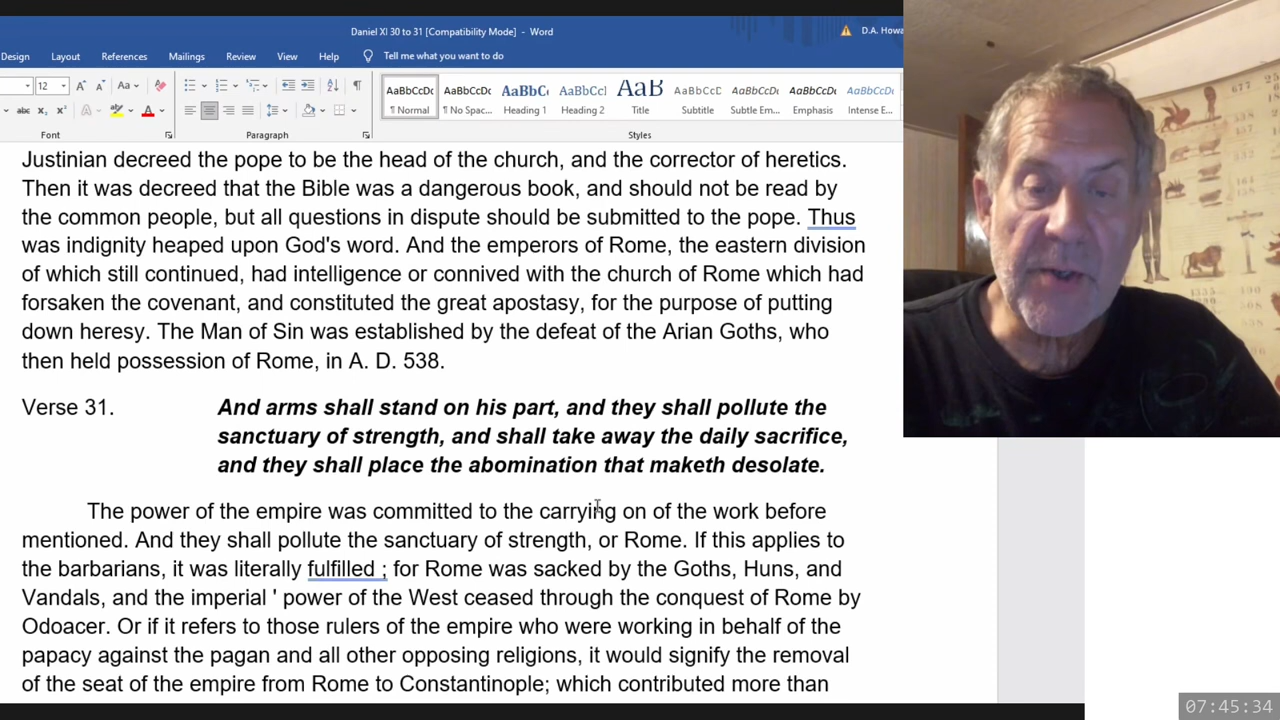 Daniel XI 30 to 31 [Compatibility Mode] - Word
D.A. Howa
Design Layout References Mailings Review View Help Tell me what you want to do
12 Aa
AaBbCcDc AaBbCcDc AaBbC AaBbCcI AaB AaBbCcD AaBbCcDc AaBbCcDc AaBbCcDc
¶ Normal ¶ No Spac... Heading 1 Heading 2 Title Subtitle Subtle Em... Emphasis Intense E...
Font Paragraph Styles
Justinian decreed the pope to be the head of the church, and the corrector of heretics.
Then it was decreed that the Bible was a dangerous book, and should not be read by
the common people, but all questions in dispute should be submitted to the pope. Thus
was indignity heaped upon God's word. And the emperors of Rome, the eastern division
of which still continued, had intelligence or connived with the church of Rome which had
forsaken the covenant, and constituted the great apostasy, for the purpose of putting
down heresy. The Man of Sin was established by the defeat of the Arian Goths, who
then held possession of Rome, in A. D. 538.
Verse 31. And arms shall stand on his part, and they shall pollute the
sanctuary of strength, and shall take away the daily sacrifice,
and they shall place the abomination that maketh desolate.
The power of the empire was committed to the carrying on of the work before
mentioned. And they shall pollute the sanctuary of strength, or Rome. If this applies to
the barbarians, it was literally fulfilled ; for Rome was sacked by the Goths, Huns, and
Vandals, and the imperial ' power of the West ceased through the conquest of Rome by
Odoacer. Or if it refers to those rulers of the empire who were working in behalf of the
papacy against the pagan and all other opposing religions, it would signify the removal
of the seat of the empire from Rome to Constantinople; which contributed more than
538
1335
07:45:34